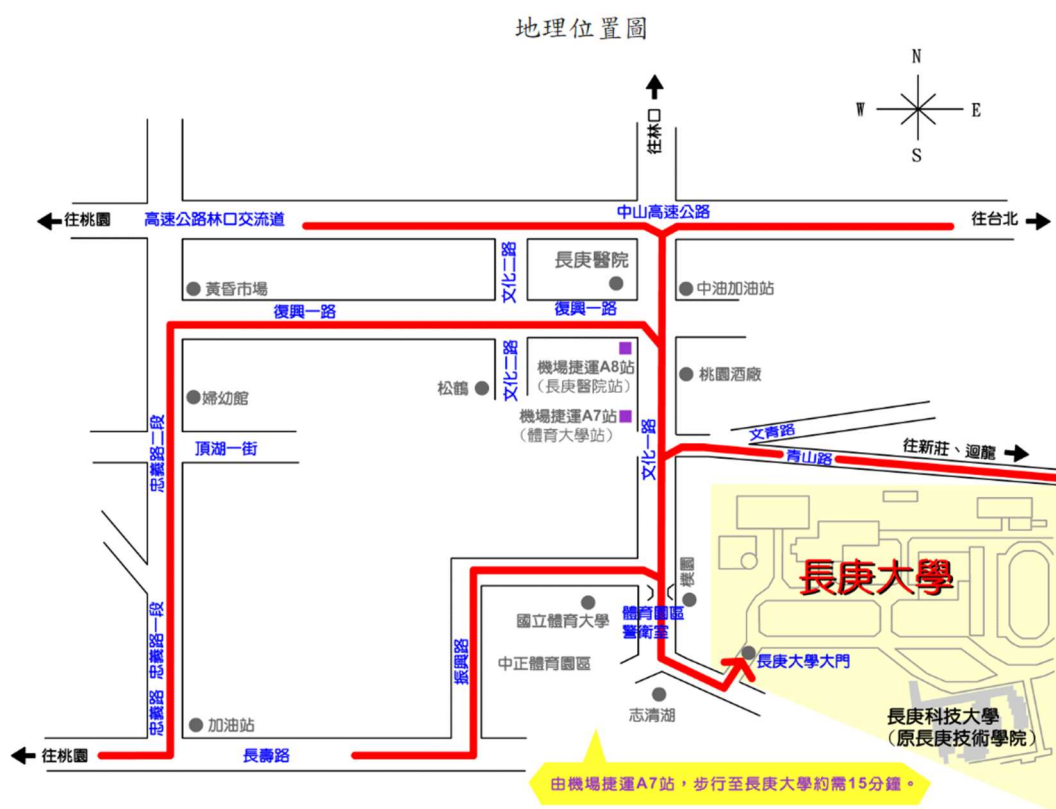 地理位置圖
N
W
E
S
往林口
往桃園
高速公路林口交流道
中山高速公路
往台北
黃昏市場
文化二路
長庚醫院
中油加油站
復興一路
復興一路
婦幼館
松鶴
文化二路
機場捷運A8站
(長庚醫院站)
機場捷運A7站
(體育大學站)
桃園酒廠
文化一路
文青路
青山路
往新莊、迴龍
忠義路二段
頂湖一街
長庚大學
樸園
國立體育大學
體育園區
警衛室
中正體育園區
振興路
長庚大學大門
忠義路一段
忠義路
加油站
志清湖
長庚科技大學
(原長庚技術學院)
往桃園
長壽路
由機場捷運A7站，步行至長庚大學約需15分鐘。